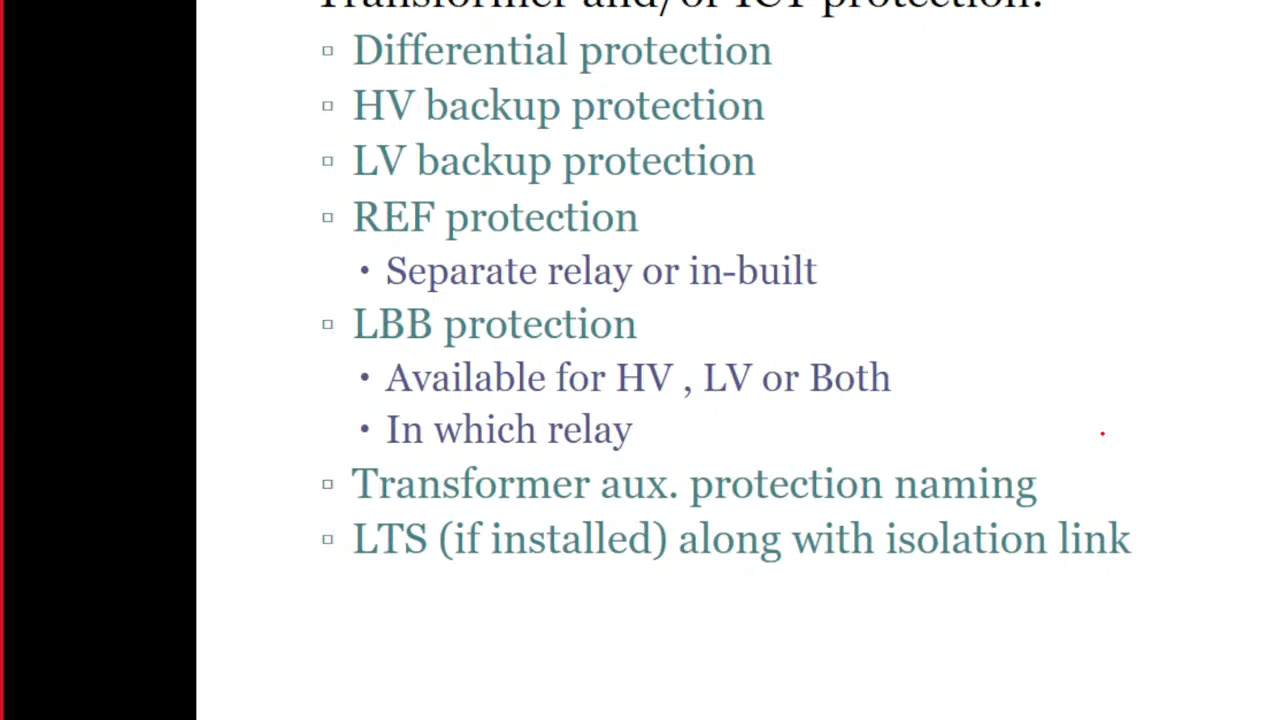 Transformer and/or ICT protection:
Differential protection
HV backup protection
LV backup protection
REF protection
Separate relay or in-built
LBB protection
Available for HV , LV or Both
In which relay
Transformer aux. protection naming
LTS (if installed) along with isolation link